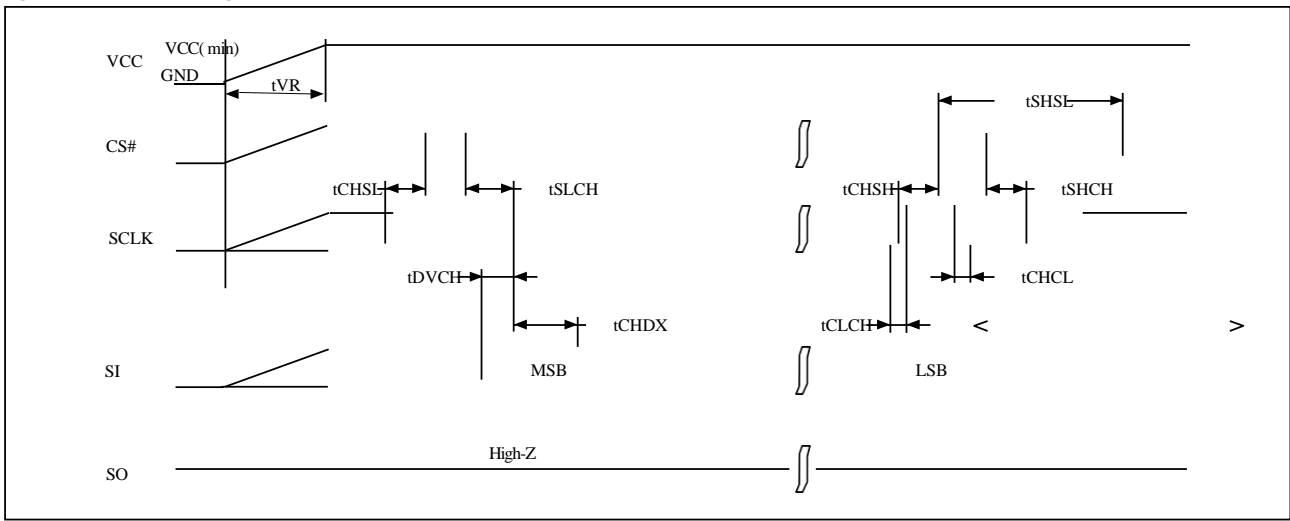 VCC(min)
VCC
GND
tVR
tSHSL
CS#
tCHSL
tSLCH
tCHSH
tSHCH
SCLK
tDVCH
tCHCL
tCHDX
tCLCH
<
>
SI
MSB
LSB
High-Z
SO